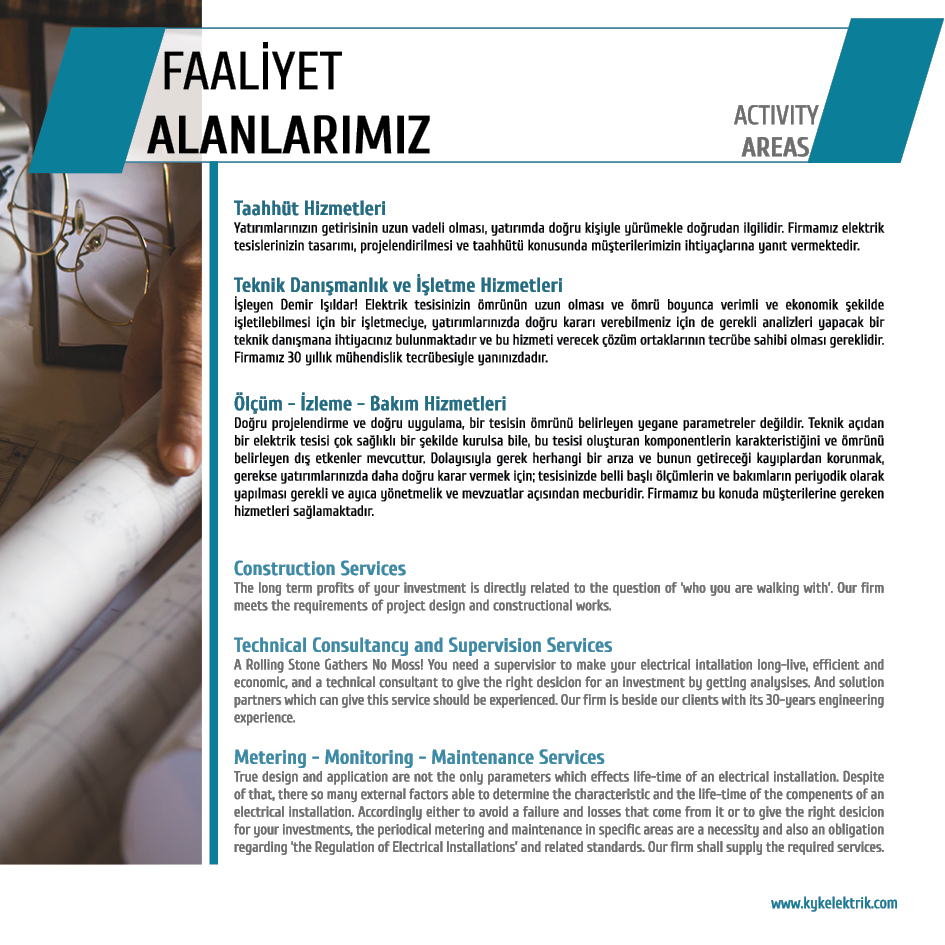 FAALİYET
ALANLARIMIZ
ACTIVITY
AREAS
Taahhüt Hizmetleri
Yatırımlarınızın getirisinin uzun vadeli olması, yatırımda doğru kişiyle yürümekle doğrudan ilgilidir. Firmamız elektrik
tesislerinizin tasarımı, projelendirilmesi ve taahhütü konusunda müşterilerimizin ihtiyaçlarına yanıt vermektedir.
Teknik Danışmanlık ve İşletme Hizmetleri
İşleyen Demir Işıldar! Elektrik tesisinizin ömrünün uzun olması ve ömrü boyunca verimli ve ekonomik şekilde
işletilebilmesi için bir işletmeciye, yatırımlarınızda doğru kararı verebilmeniz için de gerekli analizleri yapacak bir
teknik danışmana ihtiyacınız bulunmaktadır ve bu hizmeti verecek çözüm ortaklarının tecrübe sahibi olması gereklidir.
Firmamız 30 yıllık mühendislik tecrübesiyle yanınızdadır.
Ölçüm - İzleme - Bakım Hizmetleri
Doğru projelendirme ve doğru uygulama, bir tesisin ömrünü belirleyen yegane parametreler değildir. Teknik açıdan
bir elektrik tesisi çok sağlıklı bir şekilde kurulsa bile, bu tesisi oluşturan komponentlerin karakteristiğini ve ömrünü
belirleyen dış etkenler mevcuttur. Dolayısıyla gerek herhangi bir arıza ve bunun getireceği kayıplardan korunmak,
gerekse yatırımlarınızda daha doğru karar vermek için; tesisinizde belli başlı ölçümlerin ve bakımların periyodik olarak
yapılması gerekli ve ayıca yönetmelik ve mevzuatlar açısından mecburidir. Firmamız bu konuda müşterilerine gereken
hizmetleri sağlamaktadır.
Construction Services
The long term profits of your investment is directly related to the question of 'who you are walking with'. Our firm
meets the requirements of project design and constructional works.
Technical Consultancy and Supervision Services
A Rolling Stone Gathers No Moss! You need a supervisior to make your electrical intallation long-live, efficient and
economic, and a technical consultant to give the right desicion for an investment by getting analysises. And solution
partners which can give this service should be experienced. Our firm is beside our clients with its 30-years engineering
experience.
Metering - Monitoring - Maintenance Services
True design and application are not the only parameters which effects life-time of an electrical installation. Despite
of that, there so many external factors able to determine the characteristic and the life-time of the compenents of an
electrical installation. Accordingly either to avoid a failure and losses that come from it or to give the right desicion
for your investments, the periodical metering and maintenance in specific areas are a necessity and also an obligation
regarding 'the Regulation of Electrical Installations' and related standards. Our firm shall supply the required services.
www.kykelektrik.com